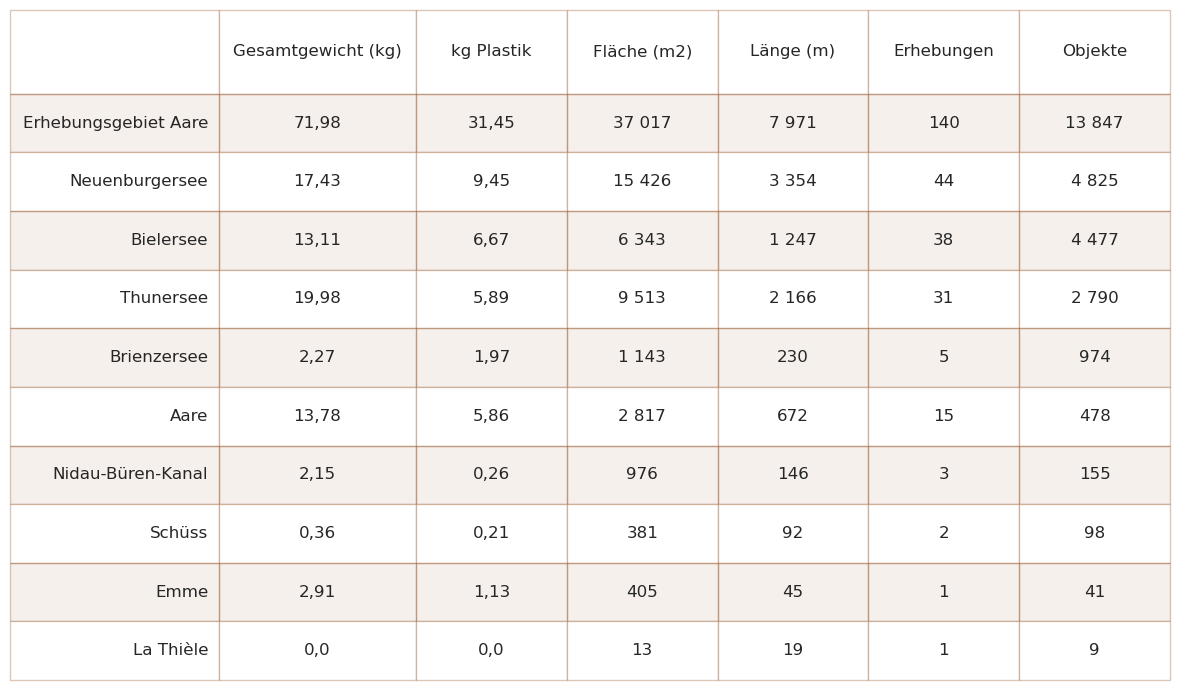 Gesamtgewicht (kg) kg Plastik Fläche (m2) Länge (m) Erhebungen Objekte
Erhebungsgebiet Aare 71,98 31,45 37 017 7 971 140 13 847
Neuenburgersee 17,43 9,45 15 426 3 354 44 4 825
Bielersee 13,11 6,67 6 343 1 247 38 4 477
Thunersee 19,98 5,89 9 513 2 166 31 2 790
Brienzersee 2,27 1,97 1 143 230 5 974
Aare 13,78 5,86 2 817 672 15 478
Nidau-Büren-Kanal 2,15 0,26 976 146 3 155
Schüss 0,36 0,21 381 92 2 98
Emme 2,91 1,13 405 45 1 41
La Thièle 0,0 0,0 13 19 1 9